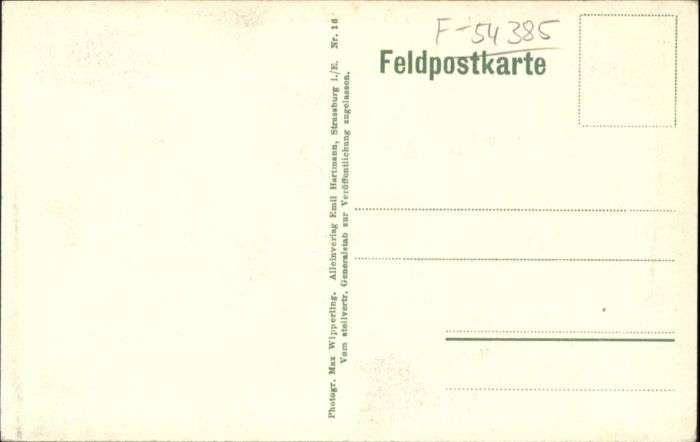 F-54385
Feldpostkarte
Photogr. Max Wipperling. Alleinverlag Emil Hartmann, Strassburg i./E. Nr. 16
Vom stellvertr. Generalstab zur Veröffentlichung zugelassen.